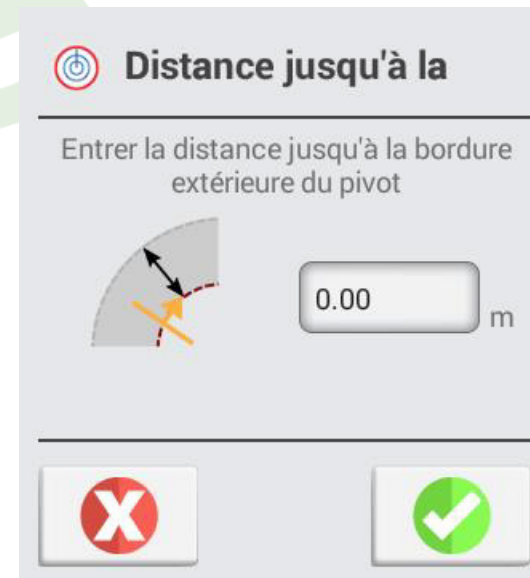 Distance jusqu'à la
Entrer la distance jusqu'à la bordure
extérieure du pivot
0.00
m